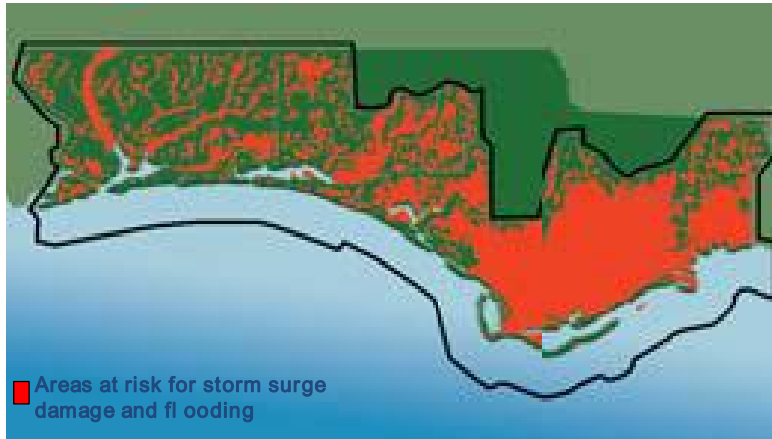 Areas at risk for storm surge
damage and fl ooding